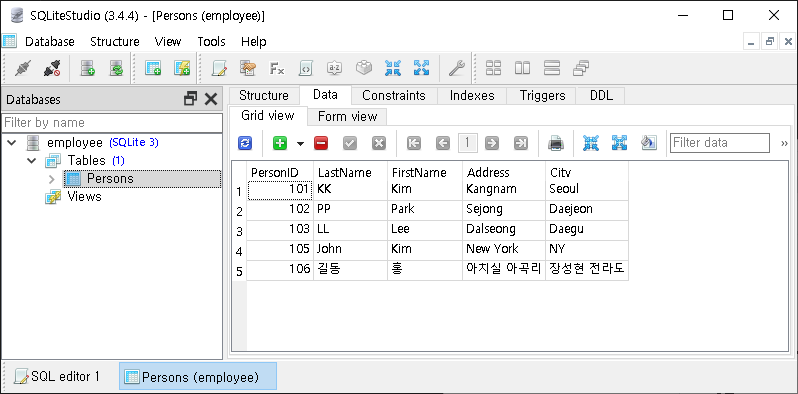 SQLiteStudio (3.4.4) - [Persons (employee)]
Database Structure View Tools Help
Databases
Filter by name
employee (SQLite 3)
Tables (1)
Persons
Views
Structure Data Constraints Indexes Triggers DDL
Grid view Form view
1 Filter data »
PersonID LastName FirstName Address City
1 101 KK Kim Kangnam Seoul
2 102 PP Park Sejong Daejeon
3 103 LL Lee Dalseong Daegu
4 105 John Kim New York NY
5 106 길동 홍 아치실 아곡리 장성현 전라도
SQL editor 1 Persons (employee)